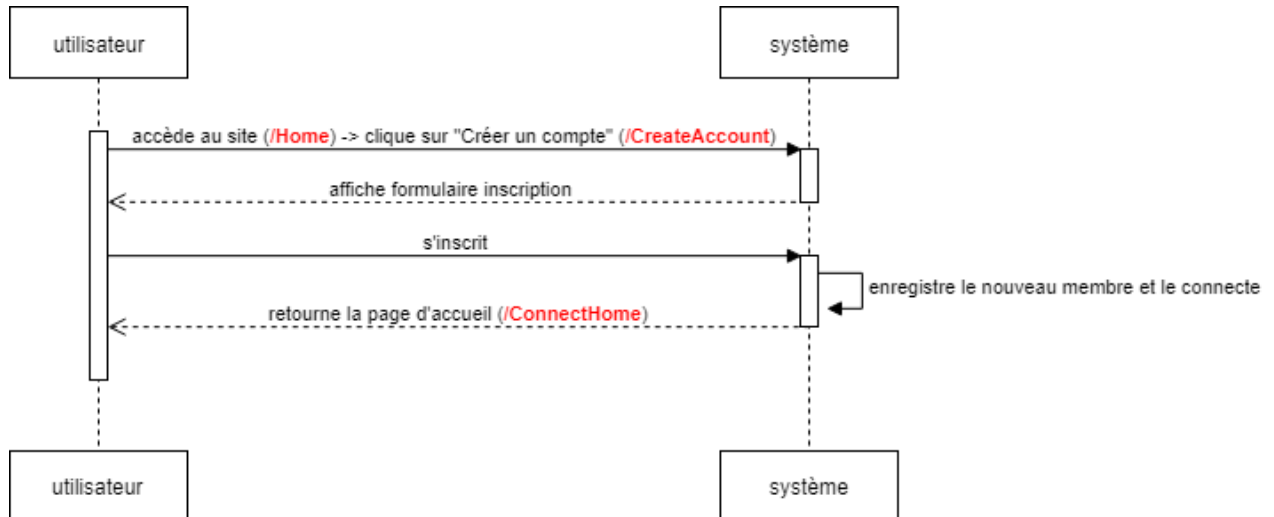 utilisateur
système
accède au site (/Home) -> clique sur "Créer un compte" (/CreateAccount)
affiche formulaire inscription
s'inscrit
enregistre le nouveau membre et le connecte
retourne la page d'accueil (/ConnectHome)
utilisateur
système